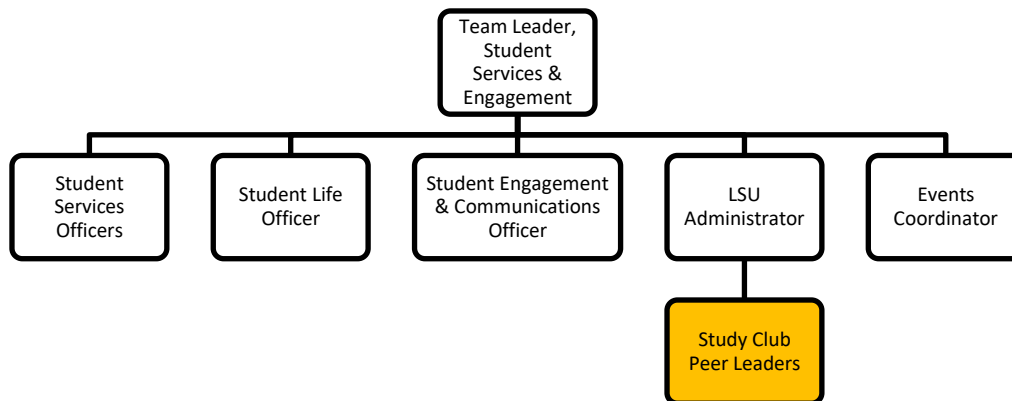 Team Leader,
Student
Services &
Engagement
Student
Services
Officers
Student Life
Officer
Student Engagement
& Communications
Officer
LSU
Administrator
Events
Coordinator
Study Club
Peer Leaders